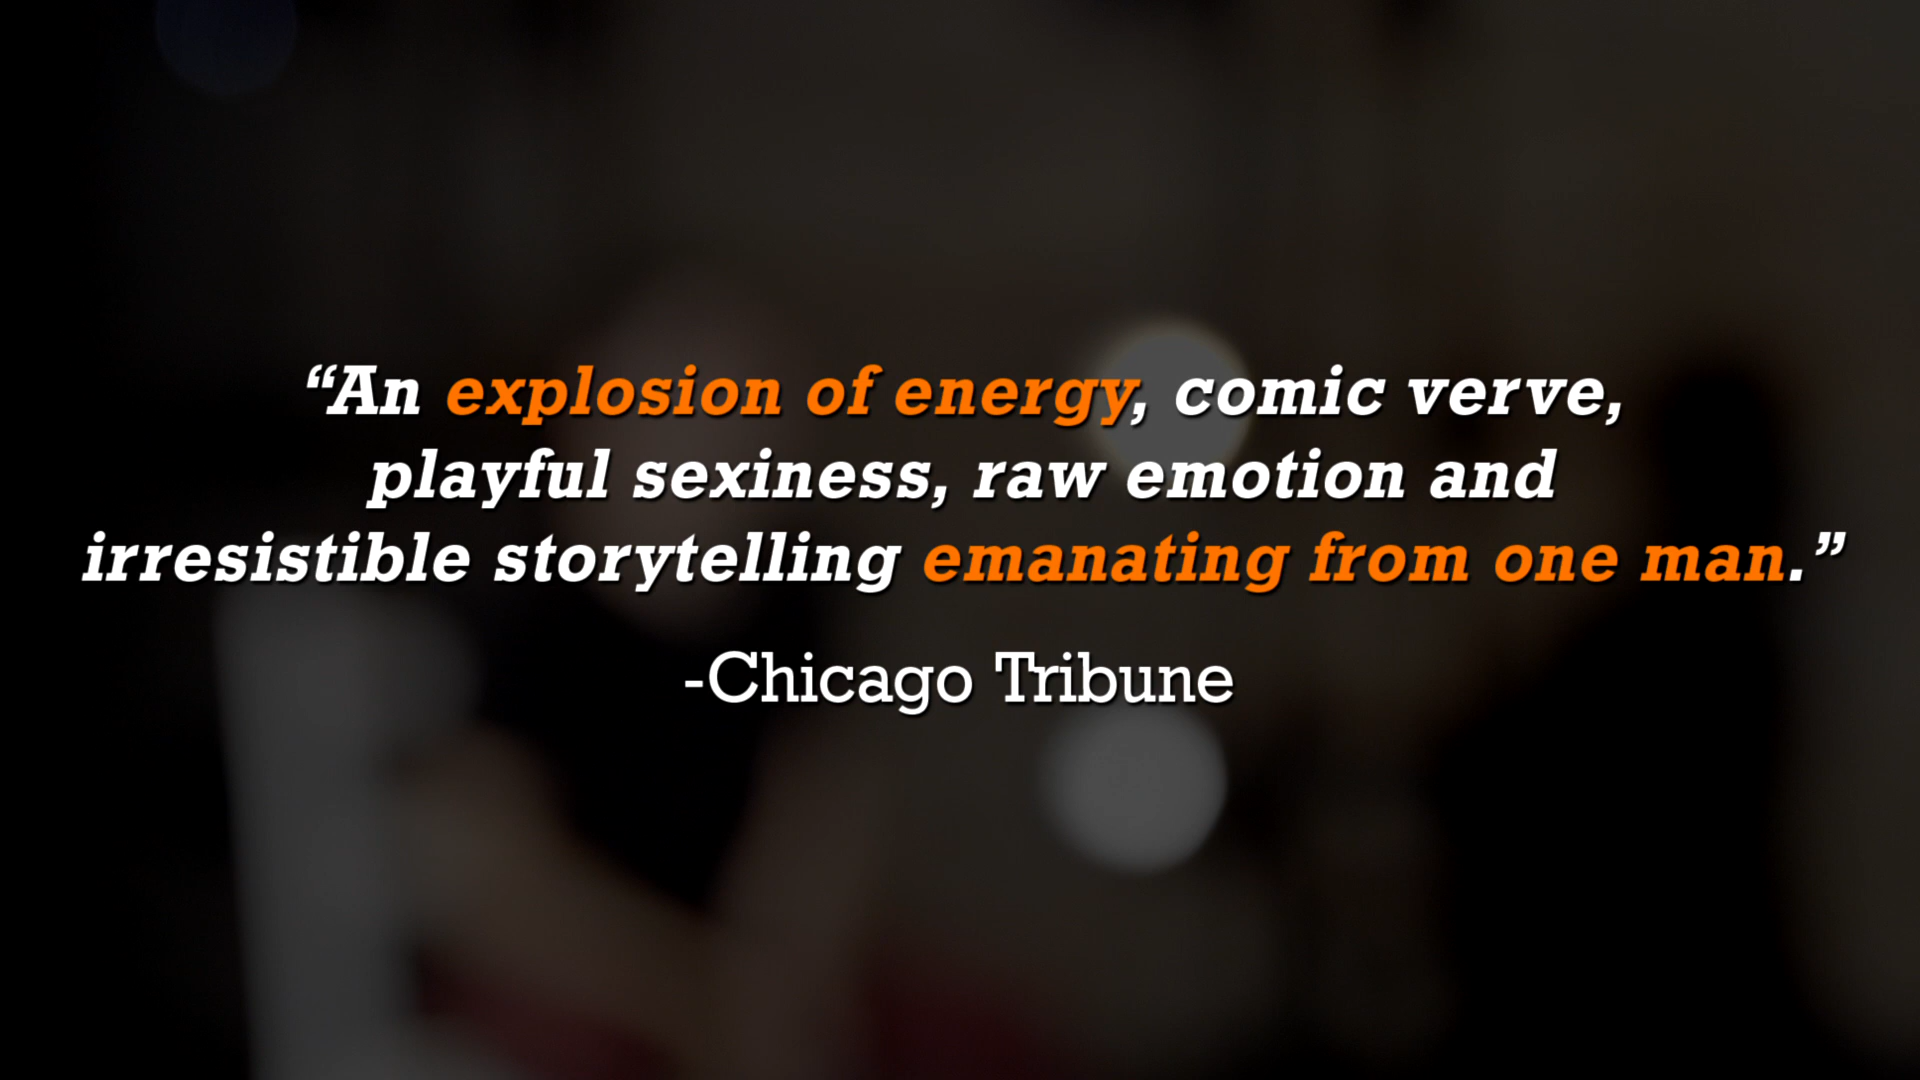 “An explosion of energy, comic verve,
playful sexiness, raw emotion and
irresistible storytelling emanating from one man.”
-Chicago Tribune